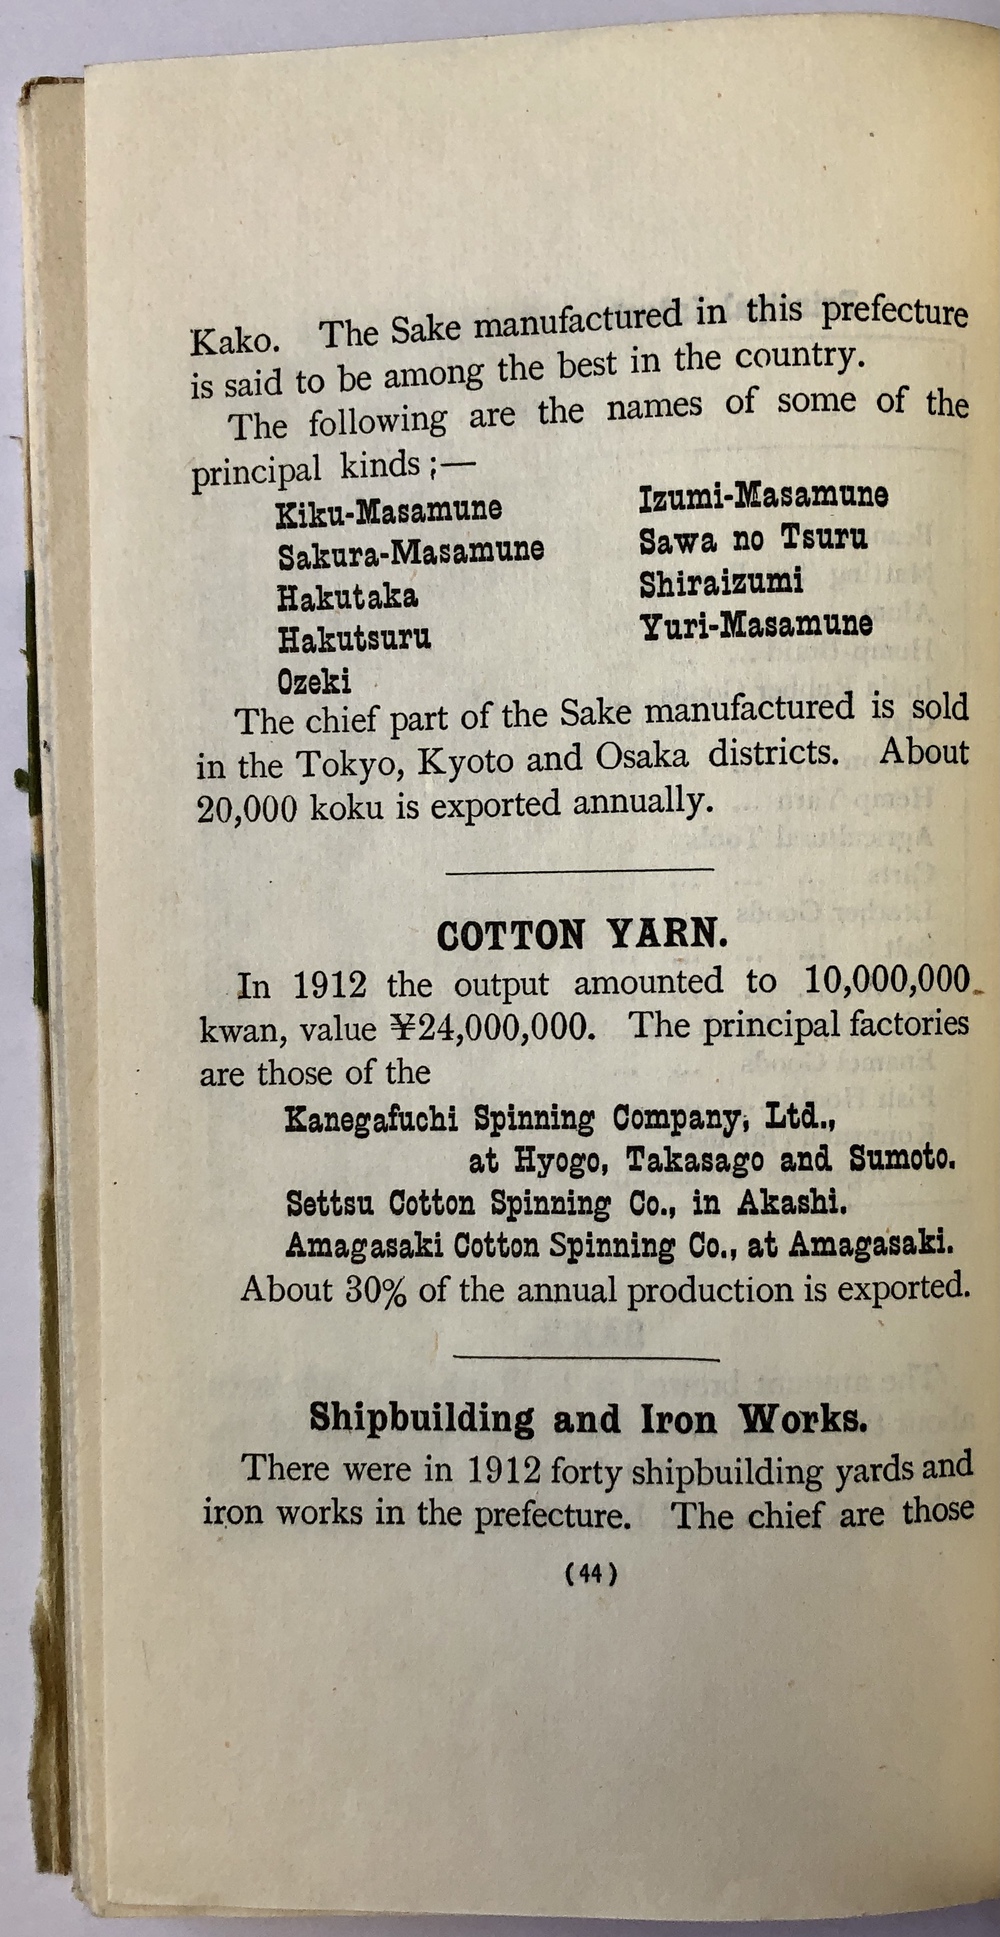 Kako. The Sake manufactured in this prefecture
is said to be among the best in the country.
The following are the names of some of the
principal kinds ;—
Kiku-Masamune
Sakura-Masamune
Hakutaka
Hakutsuru
Ozeki
Izumi-Masamune
Sawa no Tsuru
Shiraizumi
Yuri-Masamune
The chief part of the Sake manufactured is sold
in the Tokyo, Kyoto and Osaka districts. About
20,000 koku is exported annually.
COTTON YARN.
In 1912 the output amounted to 10,000,000
kwan, value ¥24,000,000. The principal factories
are those of the
Kanegafuchi Spinning Company, Ltd.,
at Hyogo, Takasago and Sumoto.
Settsu Cotton Spinning Co., in Akashi.
Amagasaki Cotton Spinning Co., at Amagasaki.
About 30% of the annual production is exported.
Shipbuilding and Iron Works.
There were in 1912 forty shipbuilding yards and
iron works in the prefecture. The chief are those
(44)